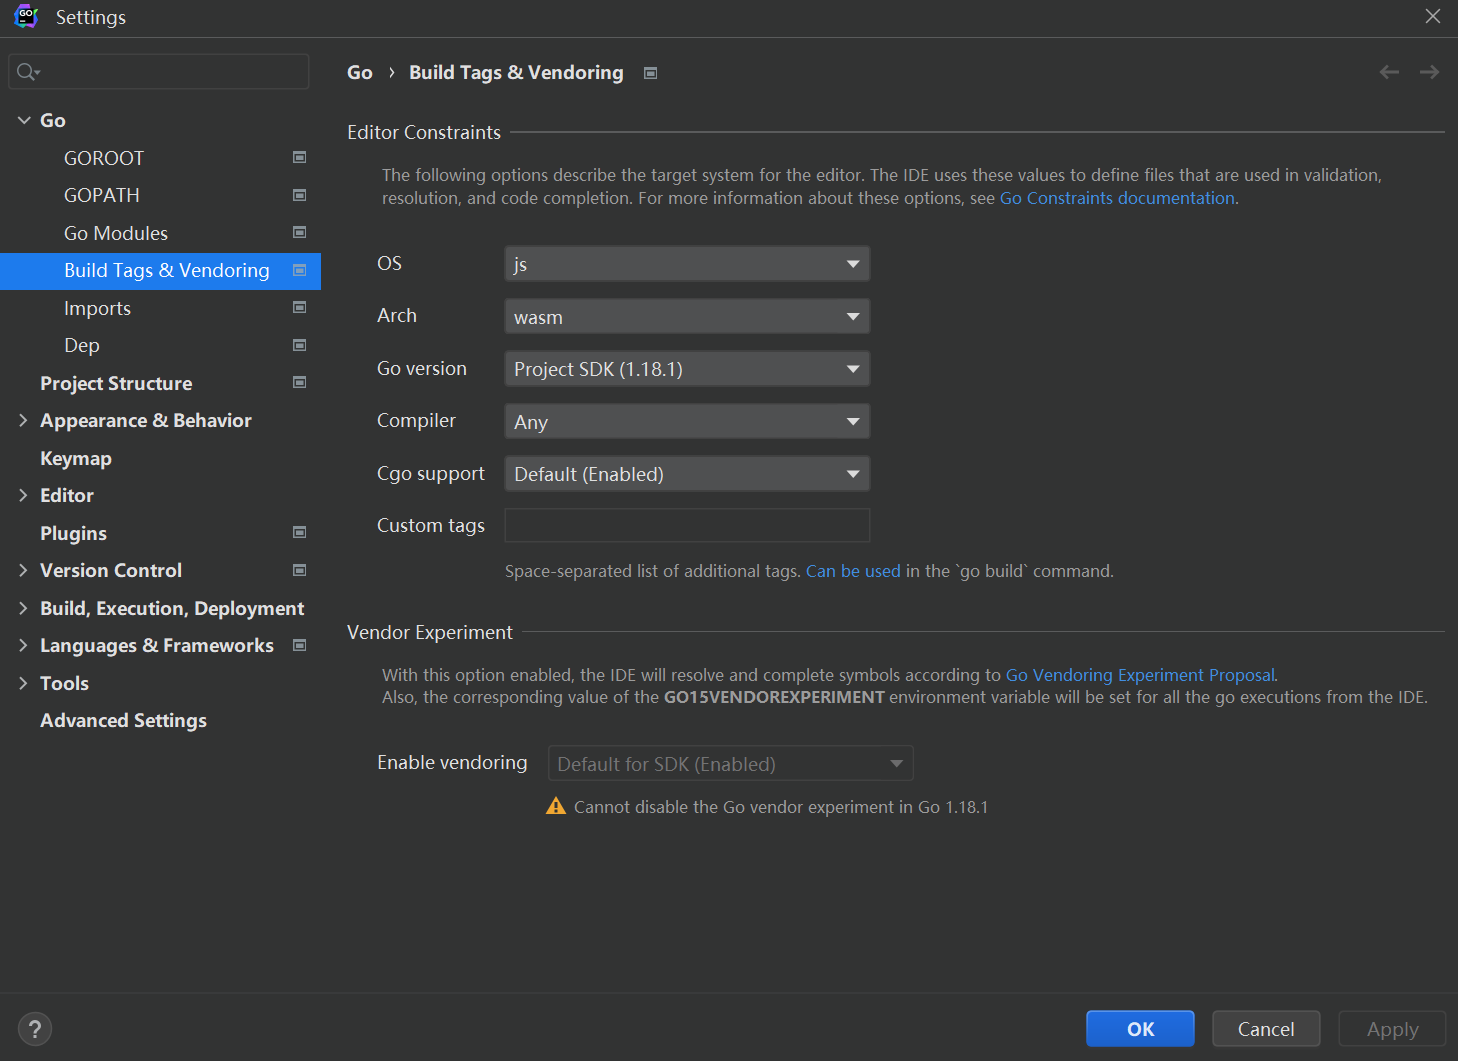 GO
Settings
Go
GOROOT
GOPATH
Go Modules
Build Tags & Vendoring
Imports
Dep
Project Structure
Appearance & Behavior
Keymap
Editor
Plugins
Version Control
Build, Execution, Deployment
Languages & Frameworks
Tools
Advanced Settings
Go › Build Tags & Vendoring
Editor Constraints
The following options describe the target system for the editor. The IDE uses these values to define files that are used in validation,
resolution, and code completion. For more information about these options, see Go Constraints documentation.
OS js
Arch wasm
Go version Project SDK (1.18.1)
Compiler Any
Cgo support Default (Enabled)
Custom tags
Space-separated list of additional tags. Can be used in the `go build` command.
Vendor Experiment
With this option enabled, the IDE will resolve and complete symbols according to Go Vendoring Experiment Proposal.
Also, the corresponding value of the GO15VENDOREXPERIMENT environment variable will be set for all the go executions from the IDE.
Enable vendoring Default for SDK (Enabled)
Cannot disable the Go vendor experiment in Go 1.18.1
? OK Cancel Apply